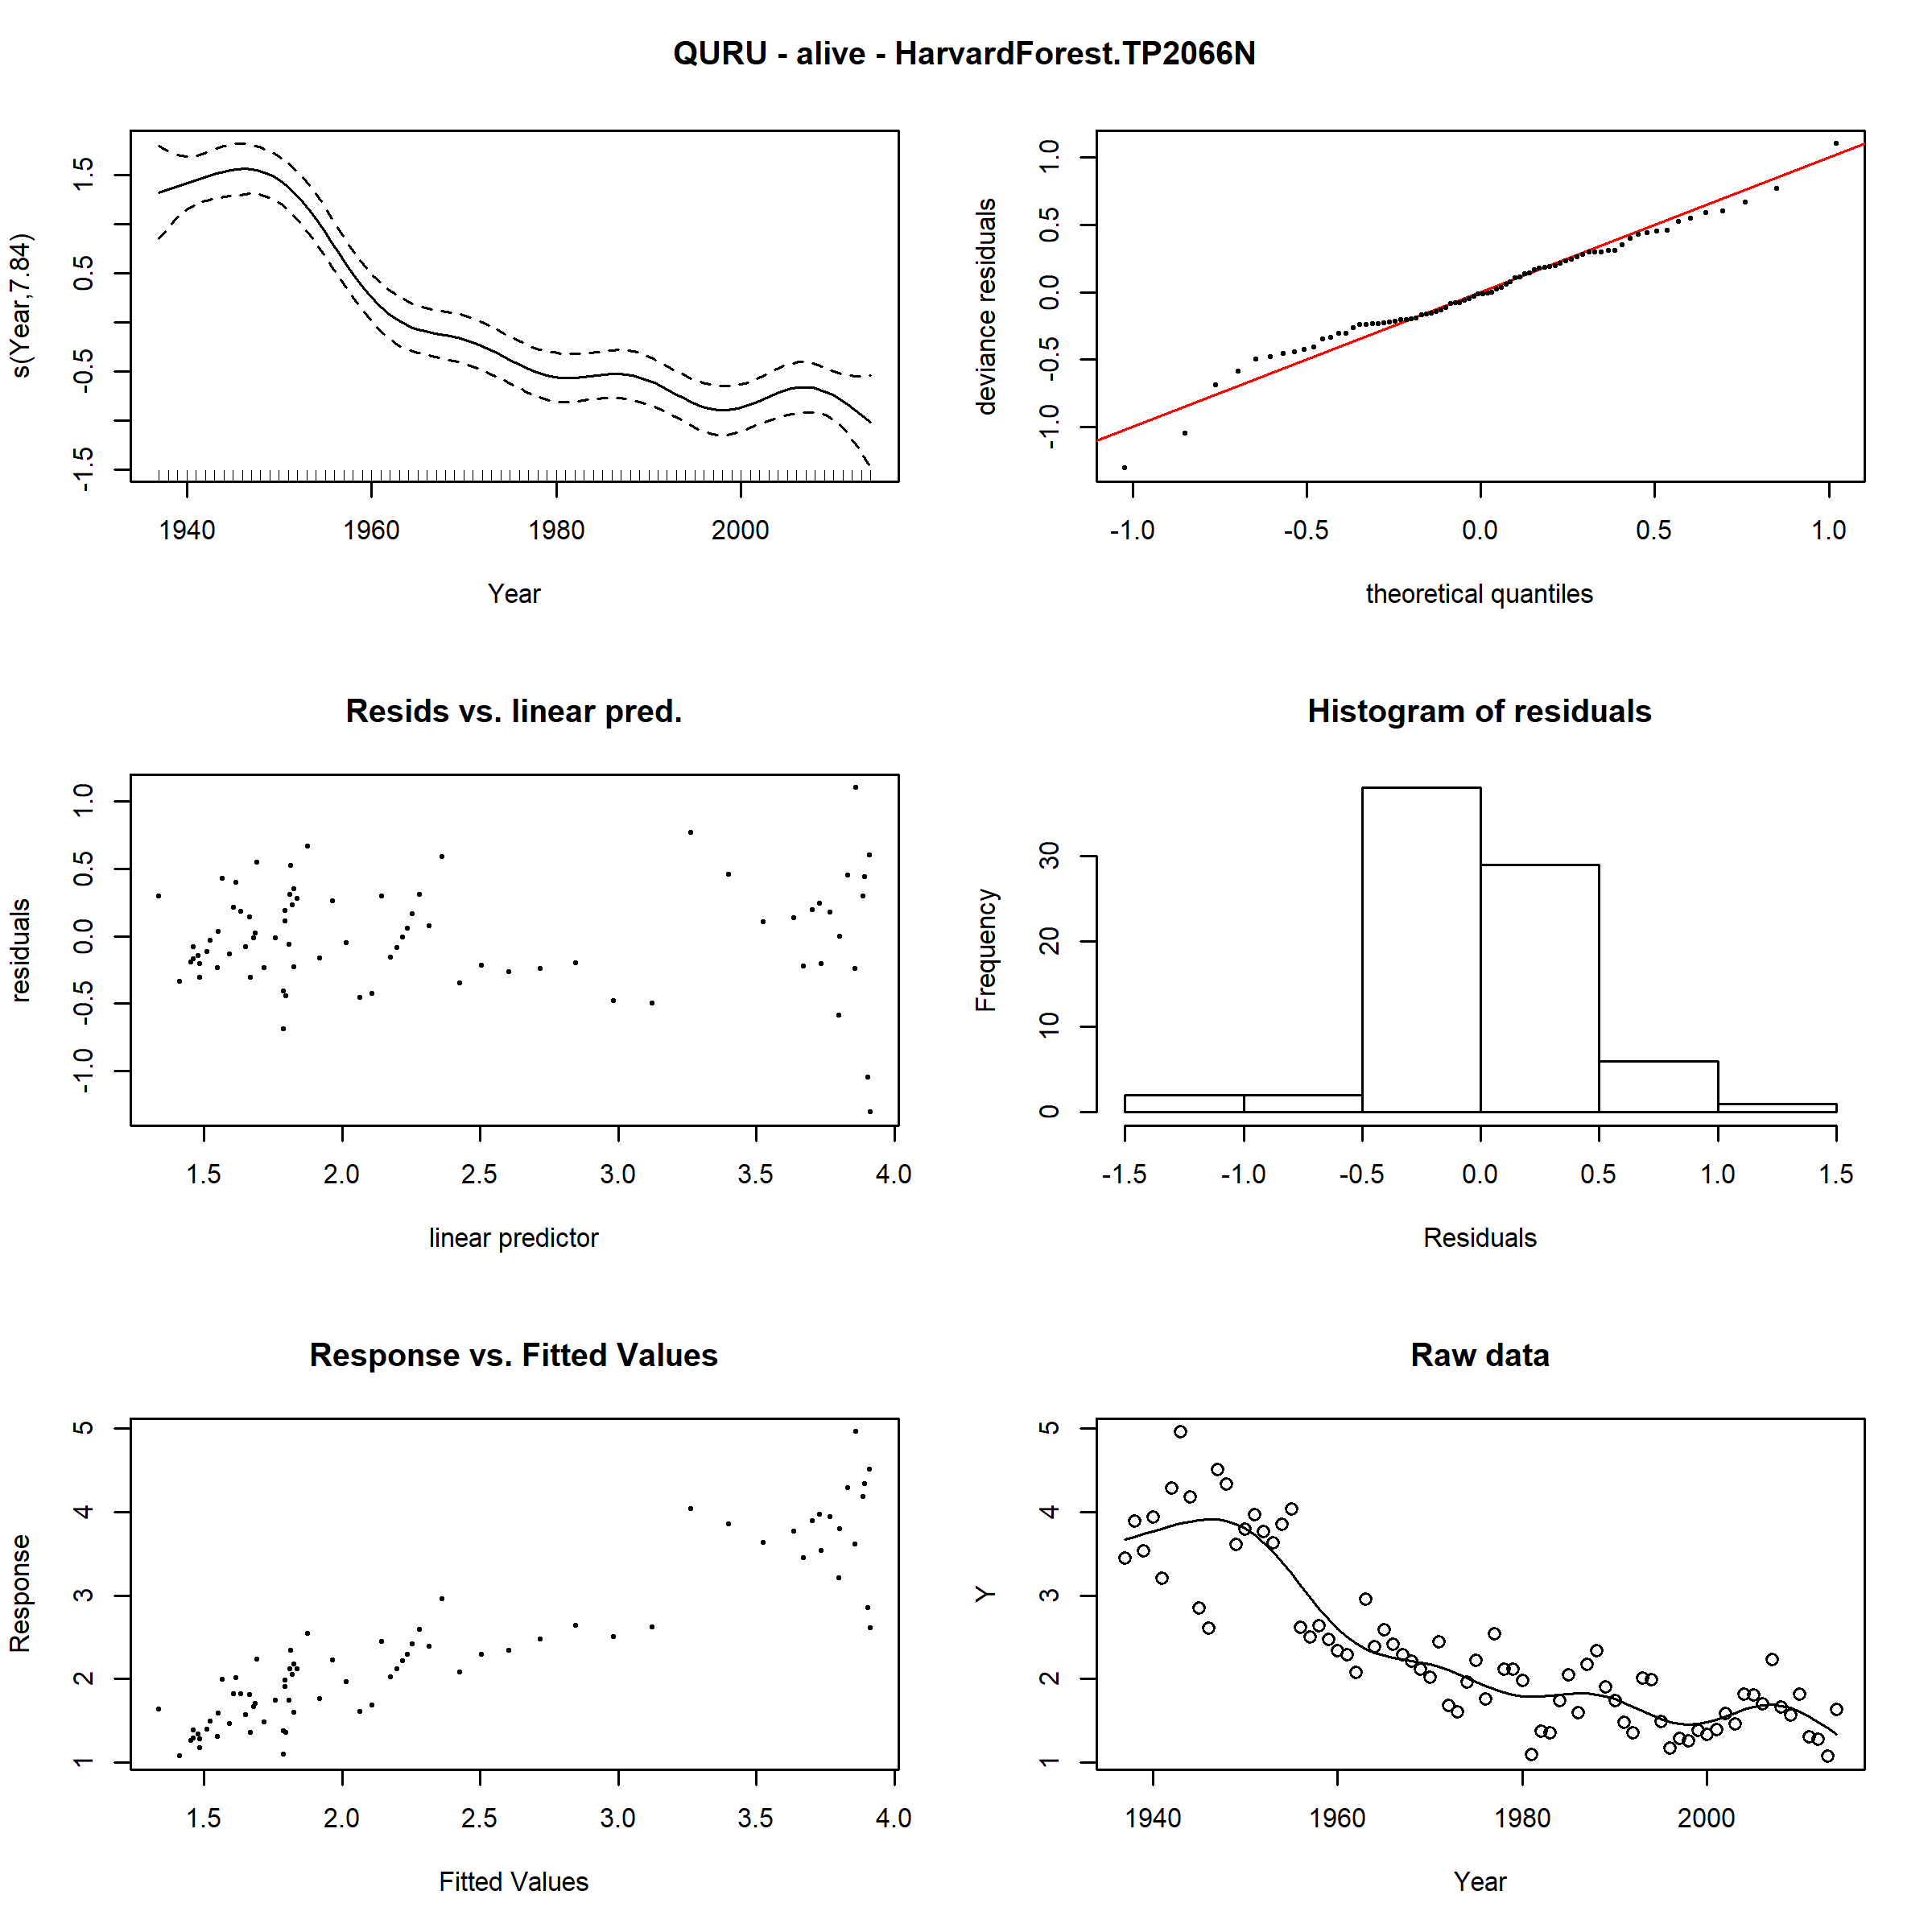 QURU - alive - HarvardForest.TP2066N
s(Year,7.84)
-1.5 -0.5 0.5 1.5
1940 1960 1980 2000
Year
deviance residuals
-1.0 -0.5 0.0 0.5 1.0
-1.0 -0.5 0.0 0.5 1.0
theoretical quantiles
Resids vs. linear pred.
residuals
-1.0 -0.5 0.0 0.5 1.0
1.5 2.0 2.5 3.0 3.5 4.0
linear predictor
Histogram of residuals
Frequency
0 10 20 30
-1.5 -1.0 -0.5 0.0 0.5 1.0 1.5
Residuals
Response vs. Fitted Values
Response
1 2 3 4 5
1.5 2.0 2.5 3.0 3.5 4.0
Fitted Values
Raw data
Y
1 2 3 4 5
1940 1960 1980 2000
Year